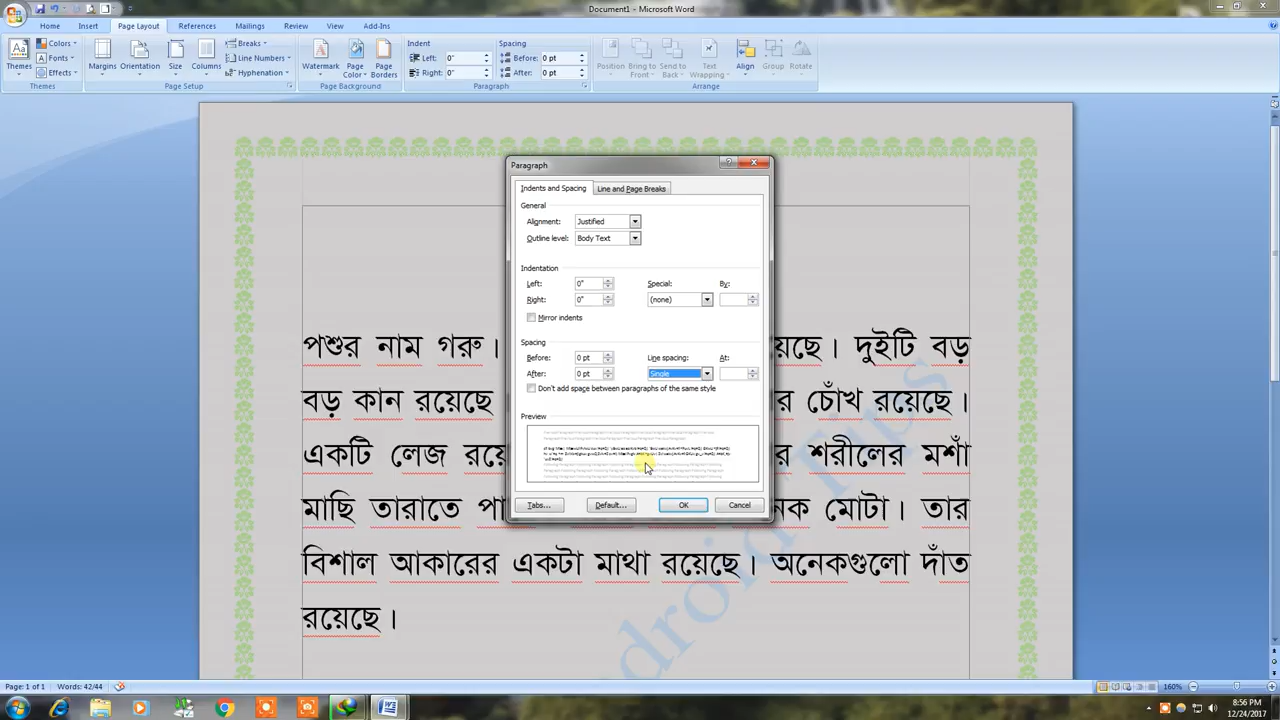 Document1 - Microsoft Word
Home Insert Page Layout References Mailings Review View Add-Ins
Themes Colors Fonts Effects
Margins Orientation Size Columns Breaks Line Numbers Hyphenation
Watermark Page Color Page Borders
Indent Left: 0" Right: 0"
Spacing Before: 0 pt After: 0 pt
Position Bring to Front Send to Back Text Wrapping Align Group Rotate
Themes Page Setup Page Background Paragraph Arrange
Paragraph
Indents and Spacing Line and Page Breaks
General
Alignment: Justified
Outline level: Body Text
Indentation
Left: 0" Special: By:
Right: 0" (none)
Mirror indents
Spacing
Before: 0 pt Line spacing: At:
After: 0 pt Single
Don't add space between paragraphs of the same style
Preview
Tabs... Default... OK Cancel
পশুর নাম গরু। য়েছে। দুইটি বড়
বড় কান রয়েছে র চোঁখ রয়েছে।
একটি লেজ রয়ে র শরীলের মশাঁ
মাছি তারাতে পা নক মোটা। তার
বিশাল আকারের একটা মাথা রয়েছে। অনেকগুলো দাঁত
রয়েছে।
droid Tips
Page: 1 of 1 Words: 42/44 160%
8:56 PM
12/24/2017